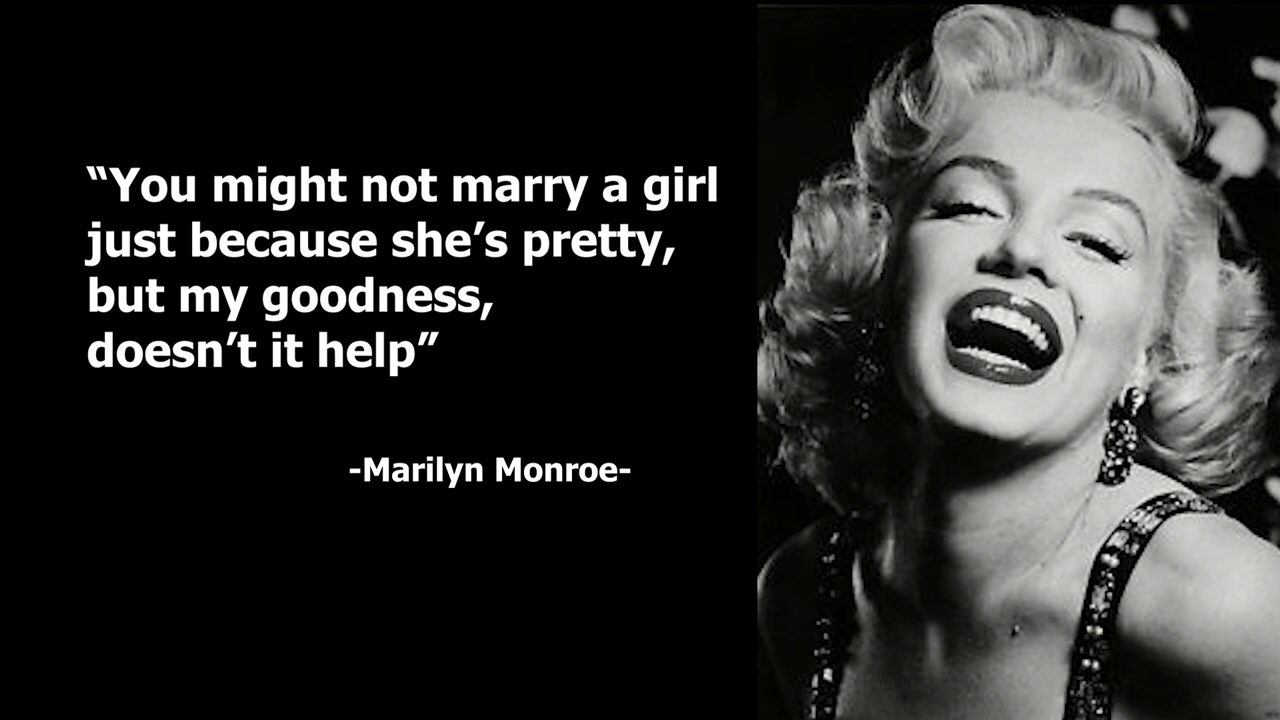 “You might not marry a girl
just because she’s pretty,
but my goodness,
doesn’t it help”
-Marilyn Monroe-